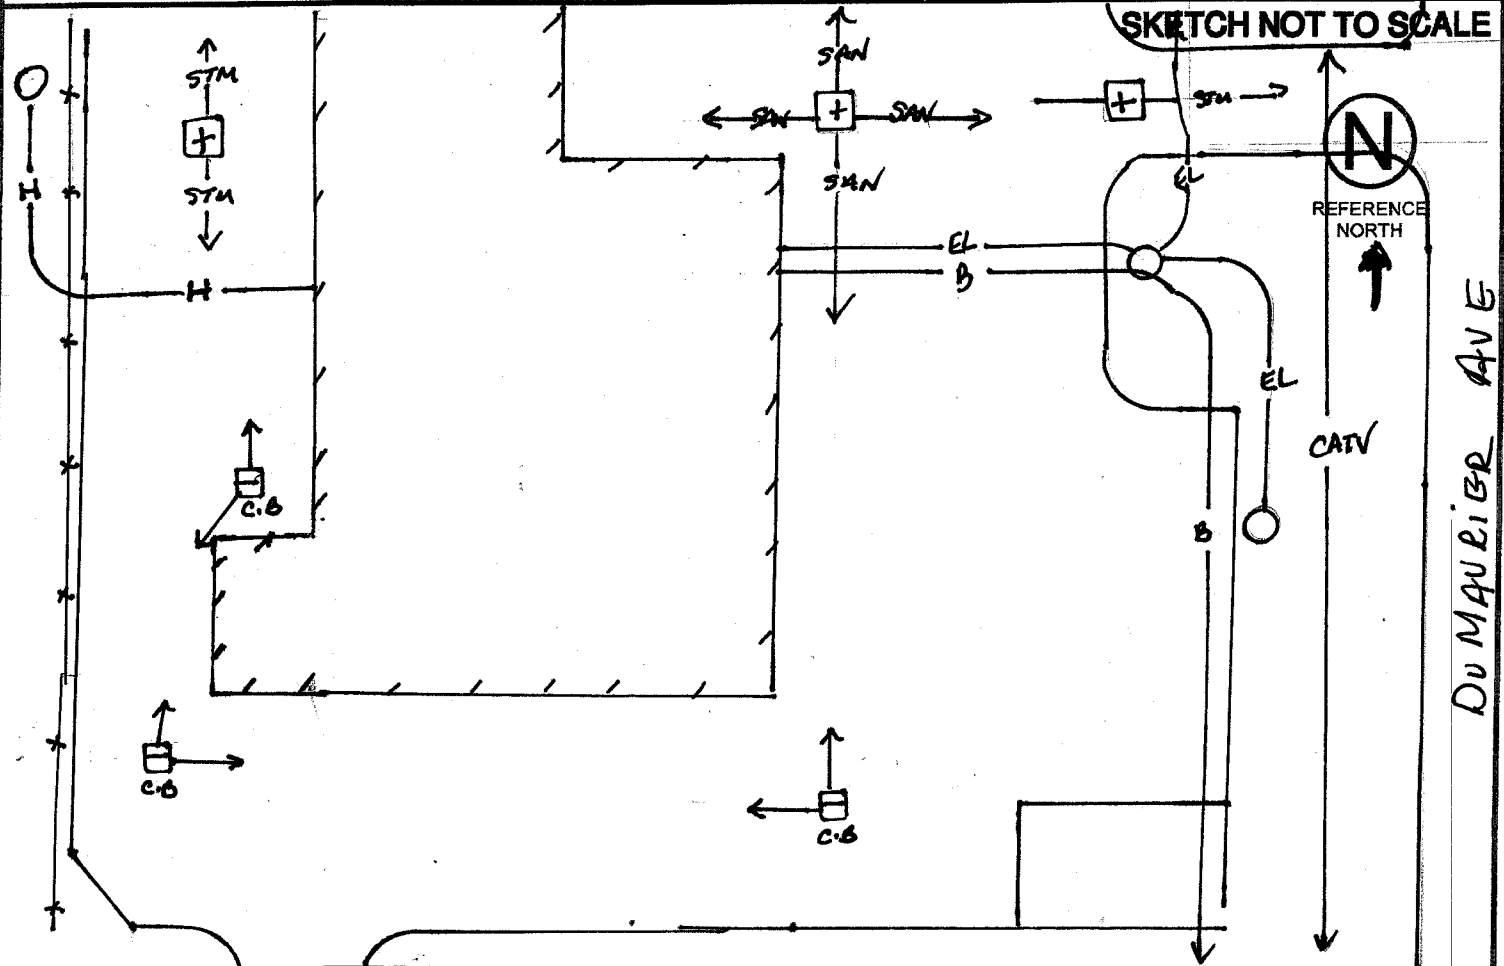 SKETCH NOT TO SCALE
SAN
STM
SAN
SAN
STM
N
EL
SAN
H
STM
REFERENCE
NORTH
EL
B
H
EL
CATV
C.B
B
DU MAURIER AVE
C.B
C.B